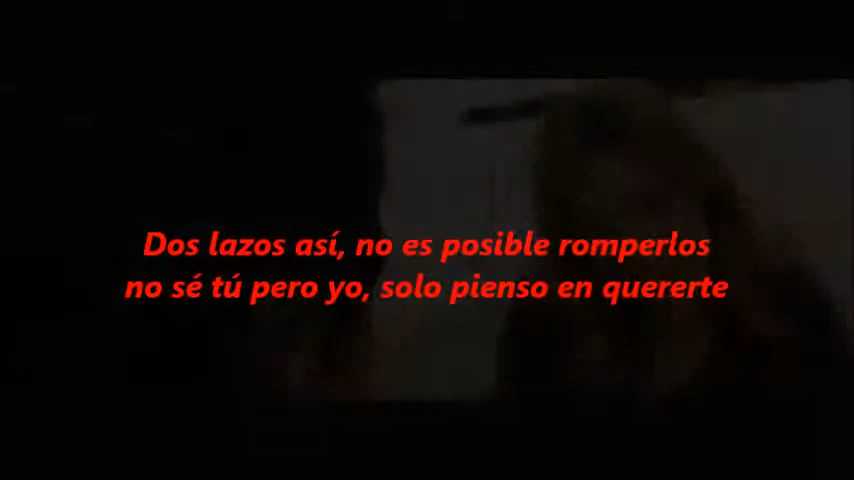 Dos lazos así, no es posible romperlos
no sé tú pero yo, solo pienso en quererte